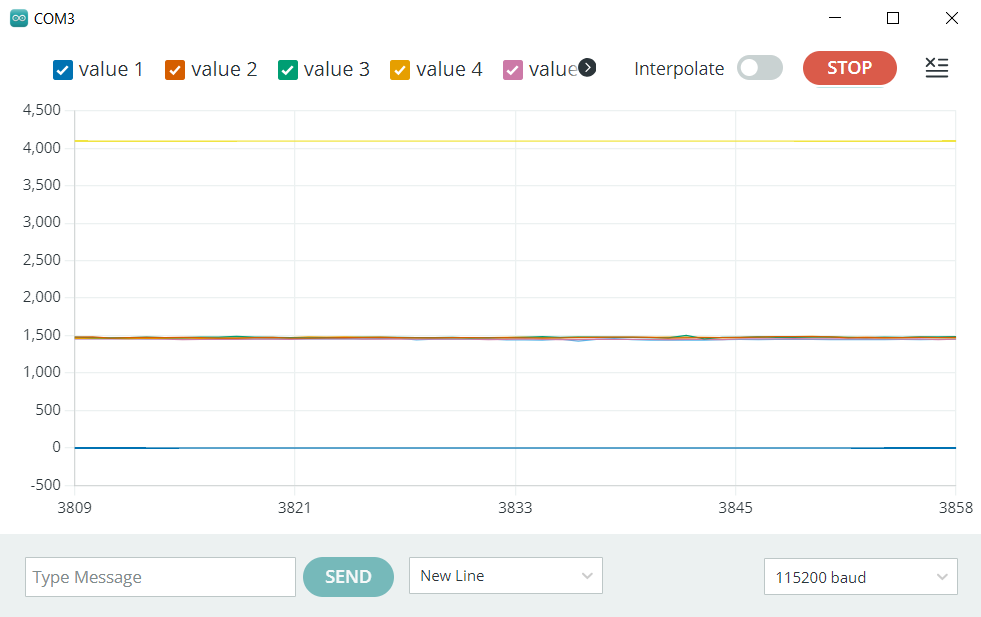 COM3
value 1 value 2 value 3 value 4 value Interpolate STOP
4,500
4,000
3,500
3,000
2,500
2,000
1,500
1,000
500
0
-500
3809 3821 3833 3845 3858
Type Message SEND New Line 115200 baud